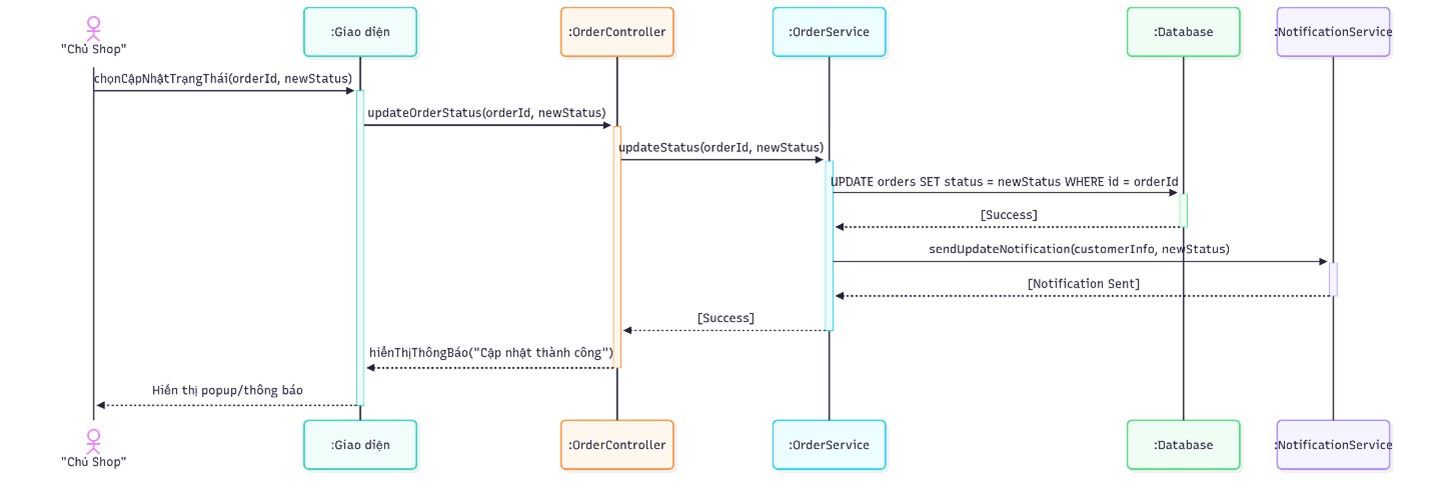 :Giao diện
:OrderController
:OrderService
:Database
:NotificationService
"Chủ Shop"
chọnCậpNhậtTrạngThái(orderId, newStatus)
updateOrderStatus(orderId, newStatus)
updateStatus(orderId, newStatus)
UPDATE orders SET status = newStatus WHERE id = orderId
[Success]
sendUpdateNotification(customerInfo, newStatus)
[Notification Sent]
[Success]
hiểnThịThôngBáo("Cập nhật thành công")
Hiển thị popup/thông báo
:Giao diện
:OrderController
:OrderService
:Database
:NotificationService
"Chủ Shop"